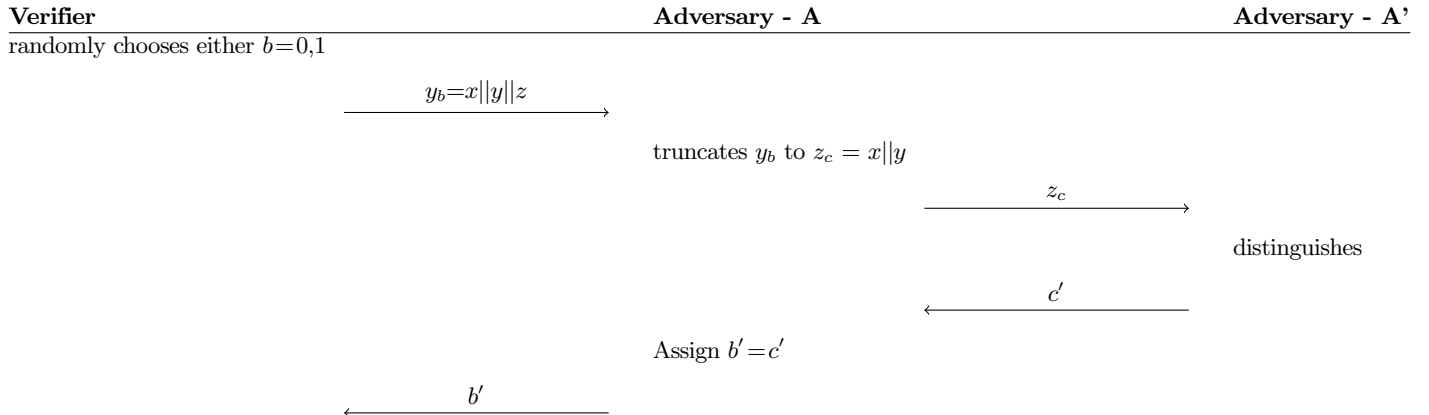 Verifier Adversary - A Adversary - A'
randomly chooses either b=0,1
y_b=x||y||z
truncates y_b to z_c = x||y
z_c
distinguishes
c′
Assign b′=c′
b′